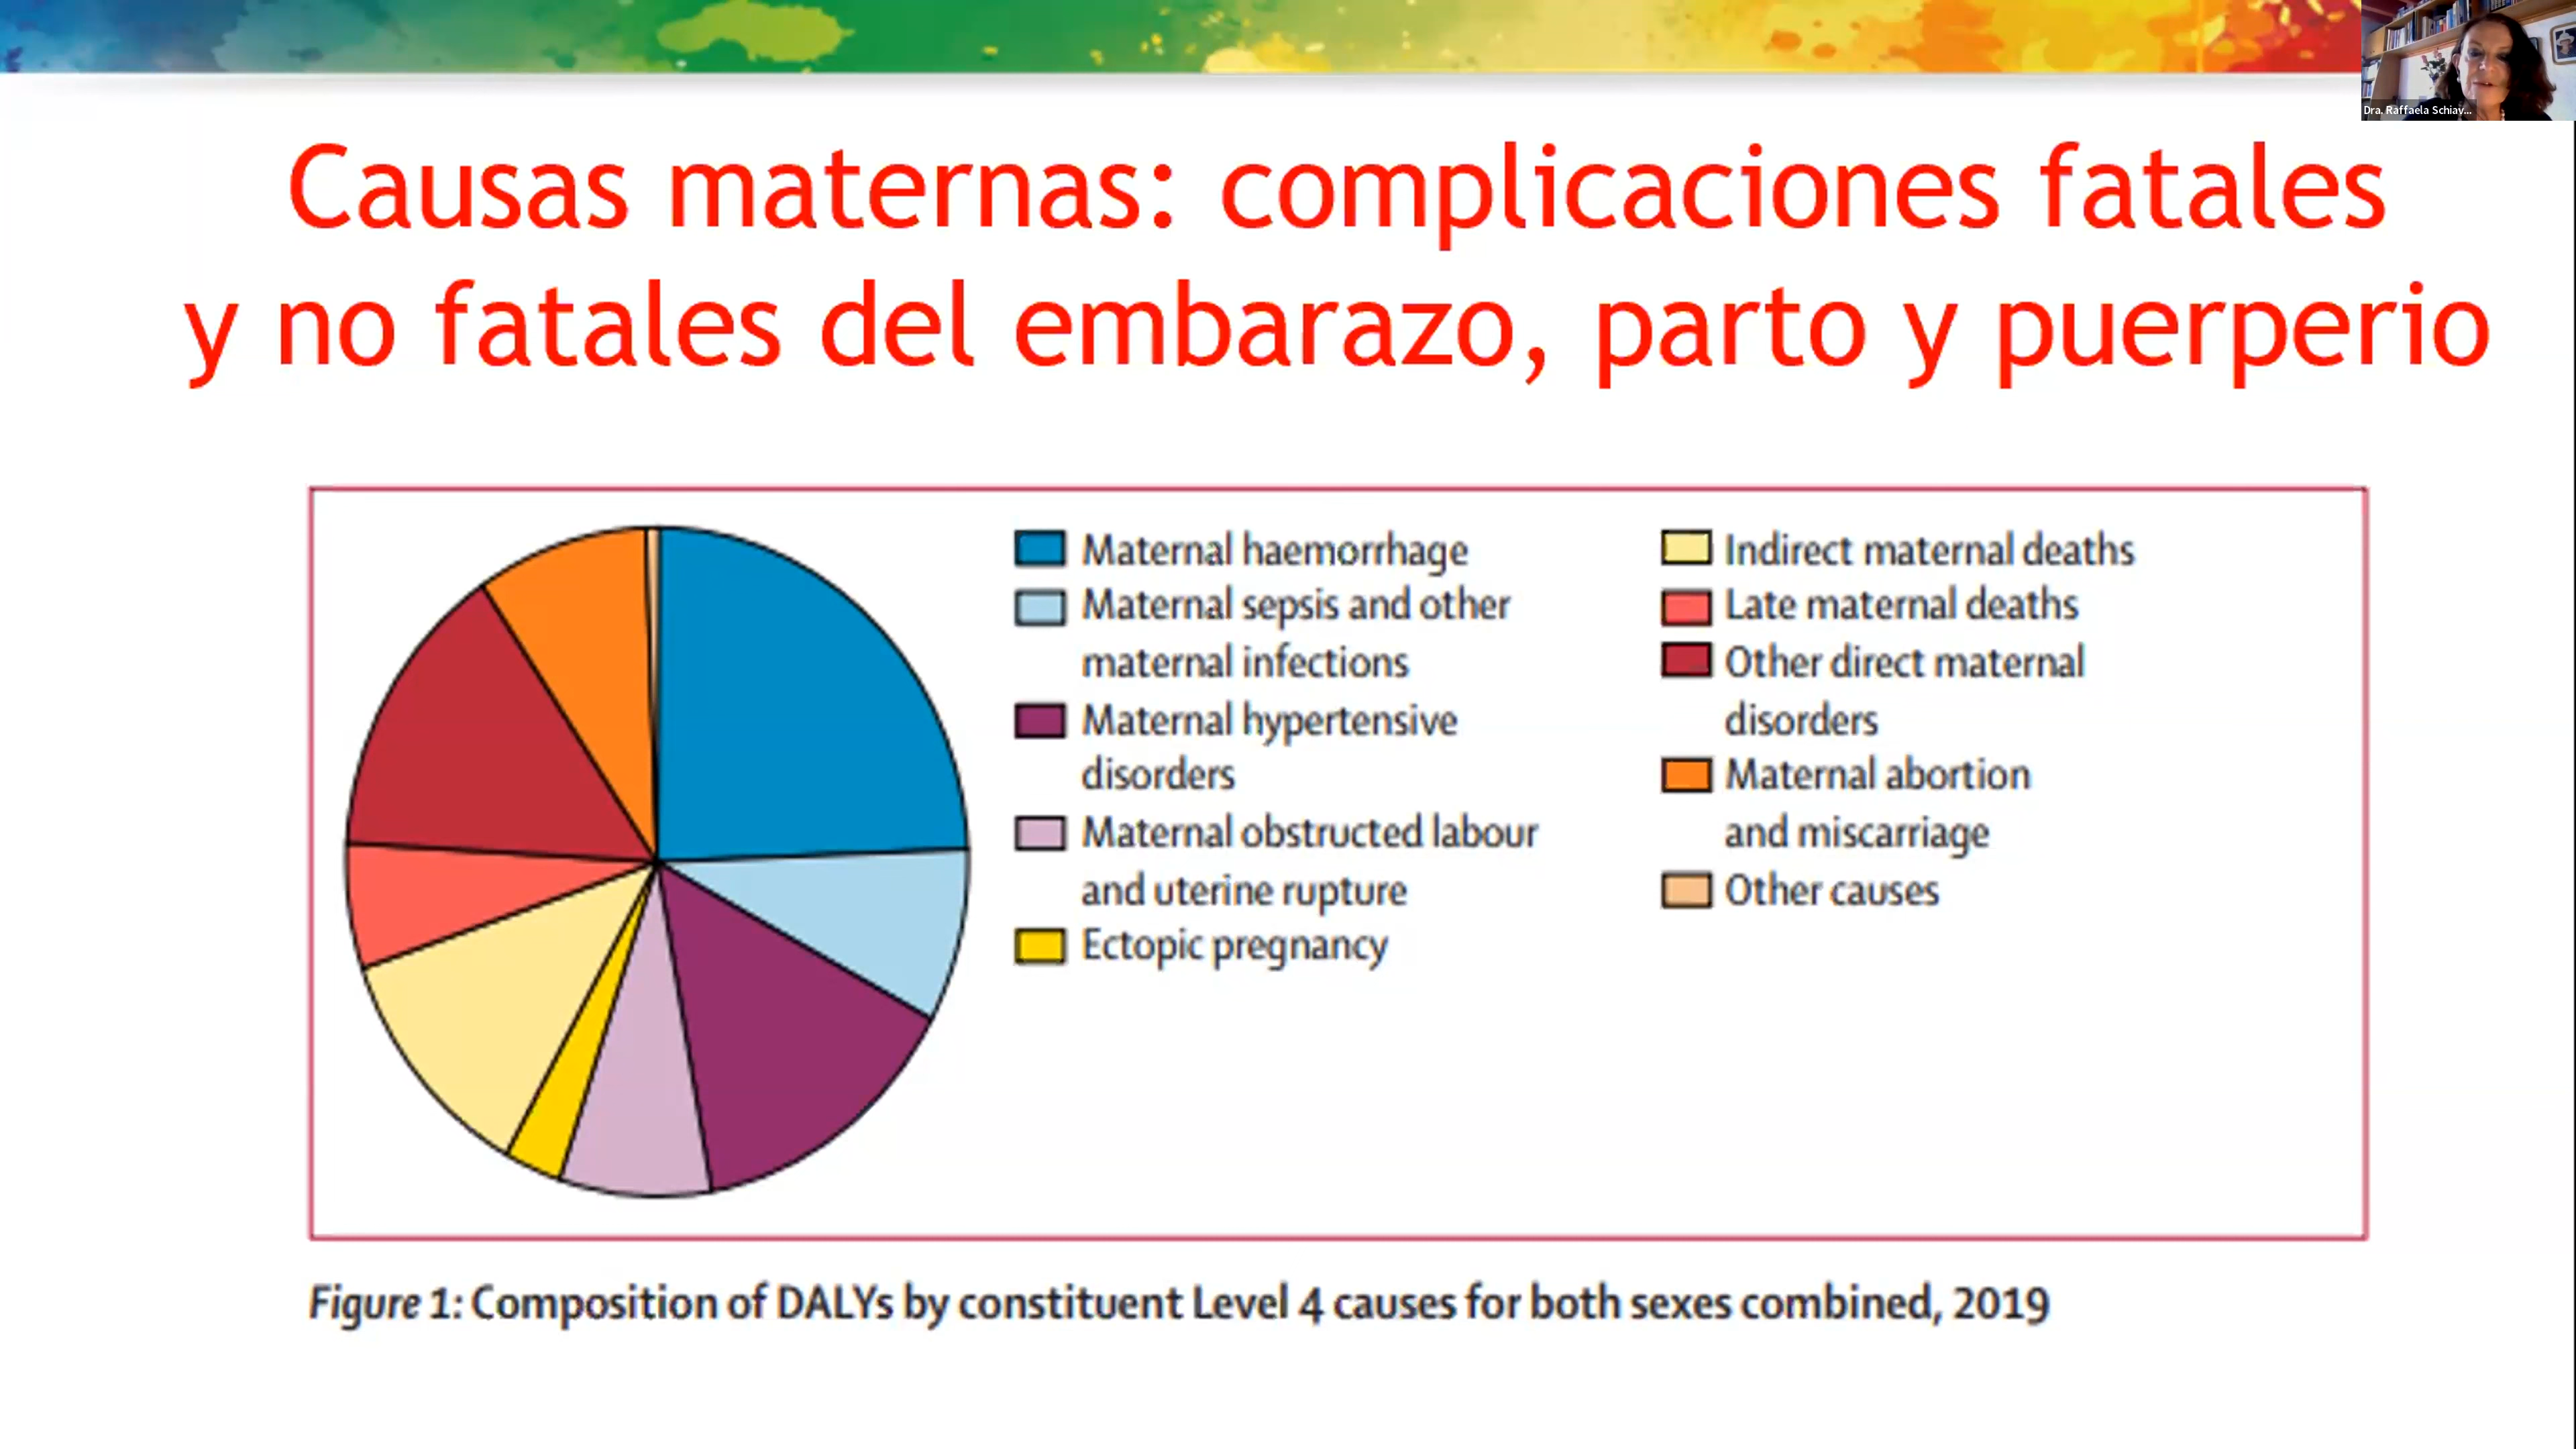 Dra. Raffaela Schiav...
Causas maternas: complicaciones fatales
y no fatales del embarazo, parto y puerperio
Maternal haemorrhage
Maternal sepsis and other
maternal infections
Maternal hypertensive
disorders
Maternal obstructed labour
and uterine rupture
Ectopic pregnancy
Indirect maternal deaths
Late maternal deaths
Other direct maternal
disorders
Maternal abortion
and miscarriage
Other causes
Figure 1: Composition of DALYs by constituent Level 4 causes for both sexes combined, 2019